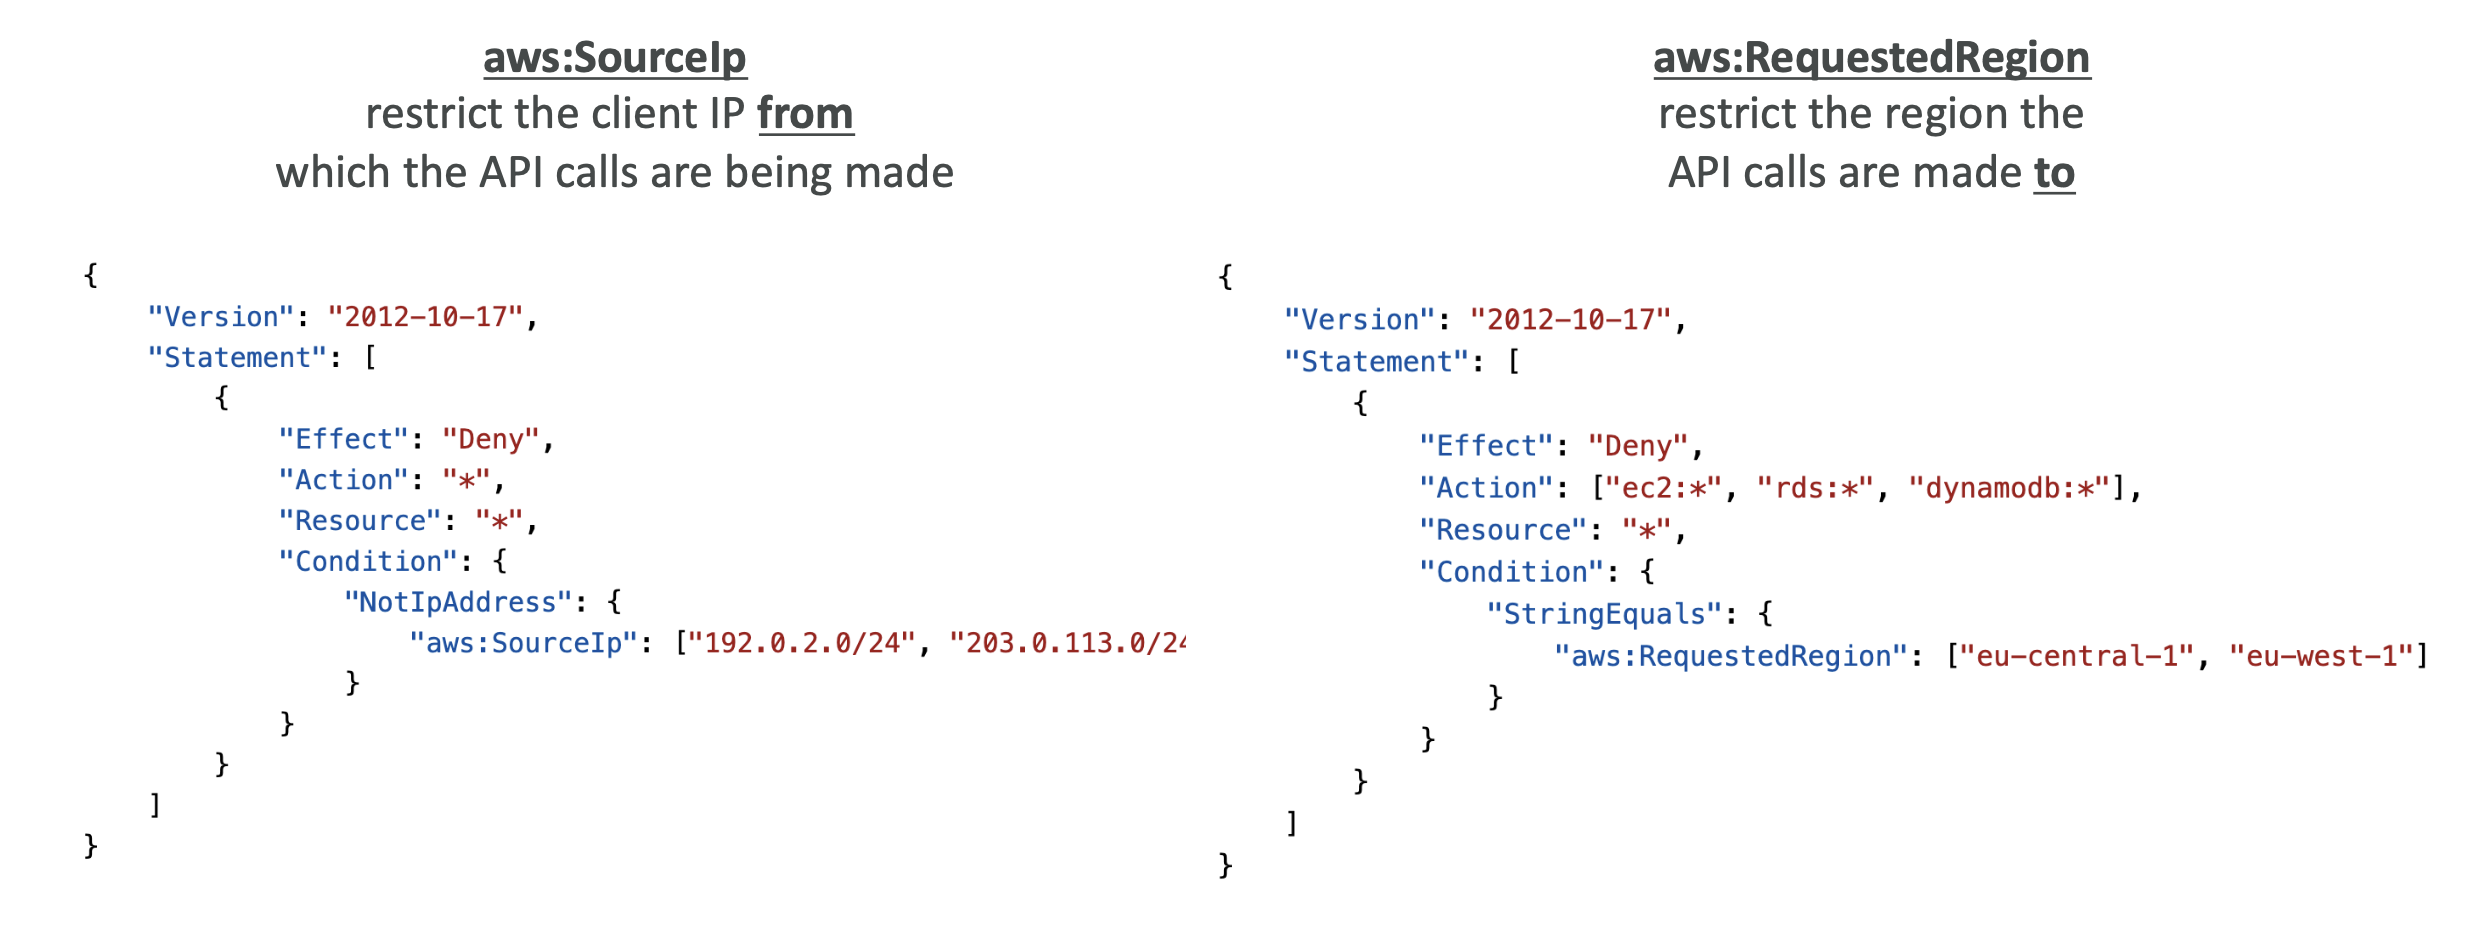 aws:SourceIp
restrict the client IP from
which the API calls are being made
{
"Version": "2012-10-17",
"Statement": [
{
"Effect": "Deny",
"Action": "*",
"Resource": "*",
"Condition": {
"NotIpAddress": {
"aws:SourceIp": ["192.0.2.0/24", "203.0.113.0/24
}
}
}
]
}
aws:RequestedRegion
restrict the region the
API calls are made to
{
"Version": "2012-10-17",
"Statement": [
{
"Effect": "Deny",
"Action": ["ec2:*", "rds:*", "dynamodb:*"],
"Resource": "*",
"Condition": {
"StringEquals": {
"aws:RequestedRegion": ["eu-central-1", "eu-west-1"]
}
}
}
]
}